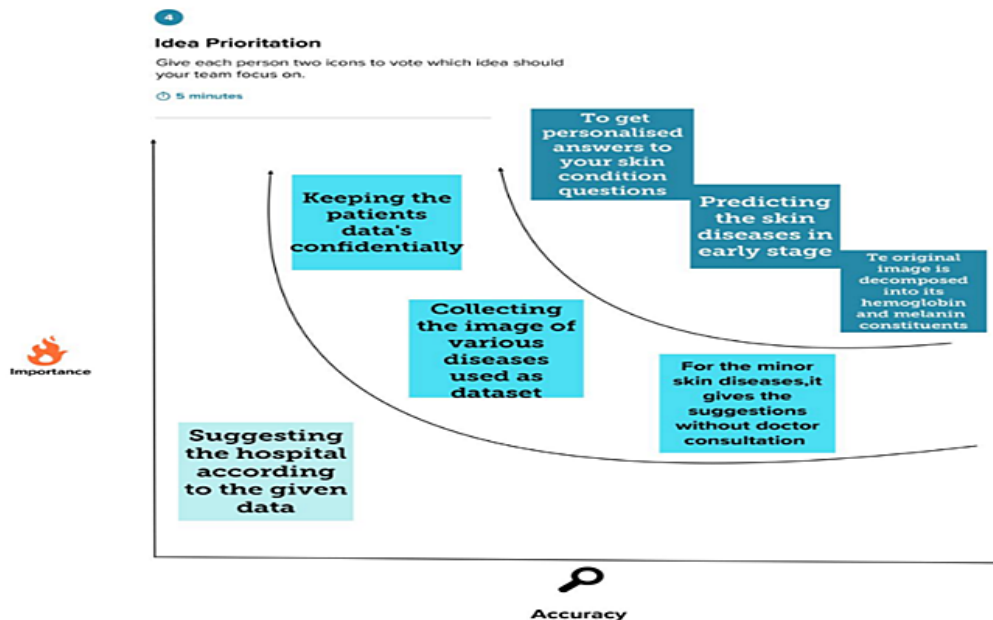 4
Idea Prioritation
Give each person two icons to vote which idea should
your team focus on.
5 minutes
To get
personalised
answers to
your skin
condition
questions
Keeping the
patients
data's
confidentially
Predicting
the skin
diseases in
early stage
Te original
image is
decomposed
into its
hemoglobin
and melanin
constituents
Collecting
the image of
various
diseases
used as
dataset
For the minor
skin diseases,it
gives the
suggestions
without doctor
consultation
Importance
Suggesting
the hospital
according
to the given
data
Accuracy